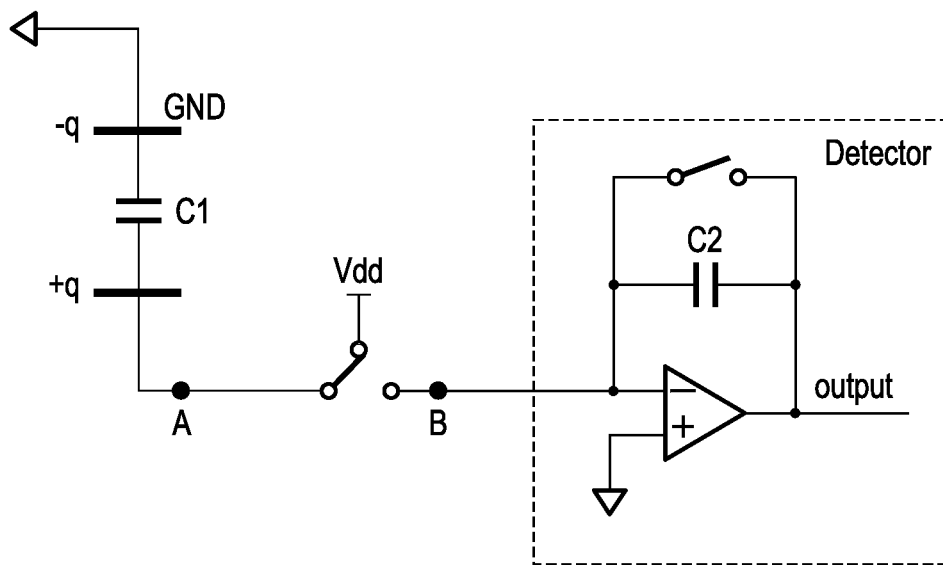 GND
-q
Detector
C1
C2
Vdd
+q
output
A
B